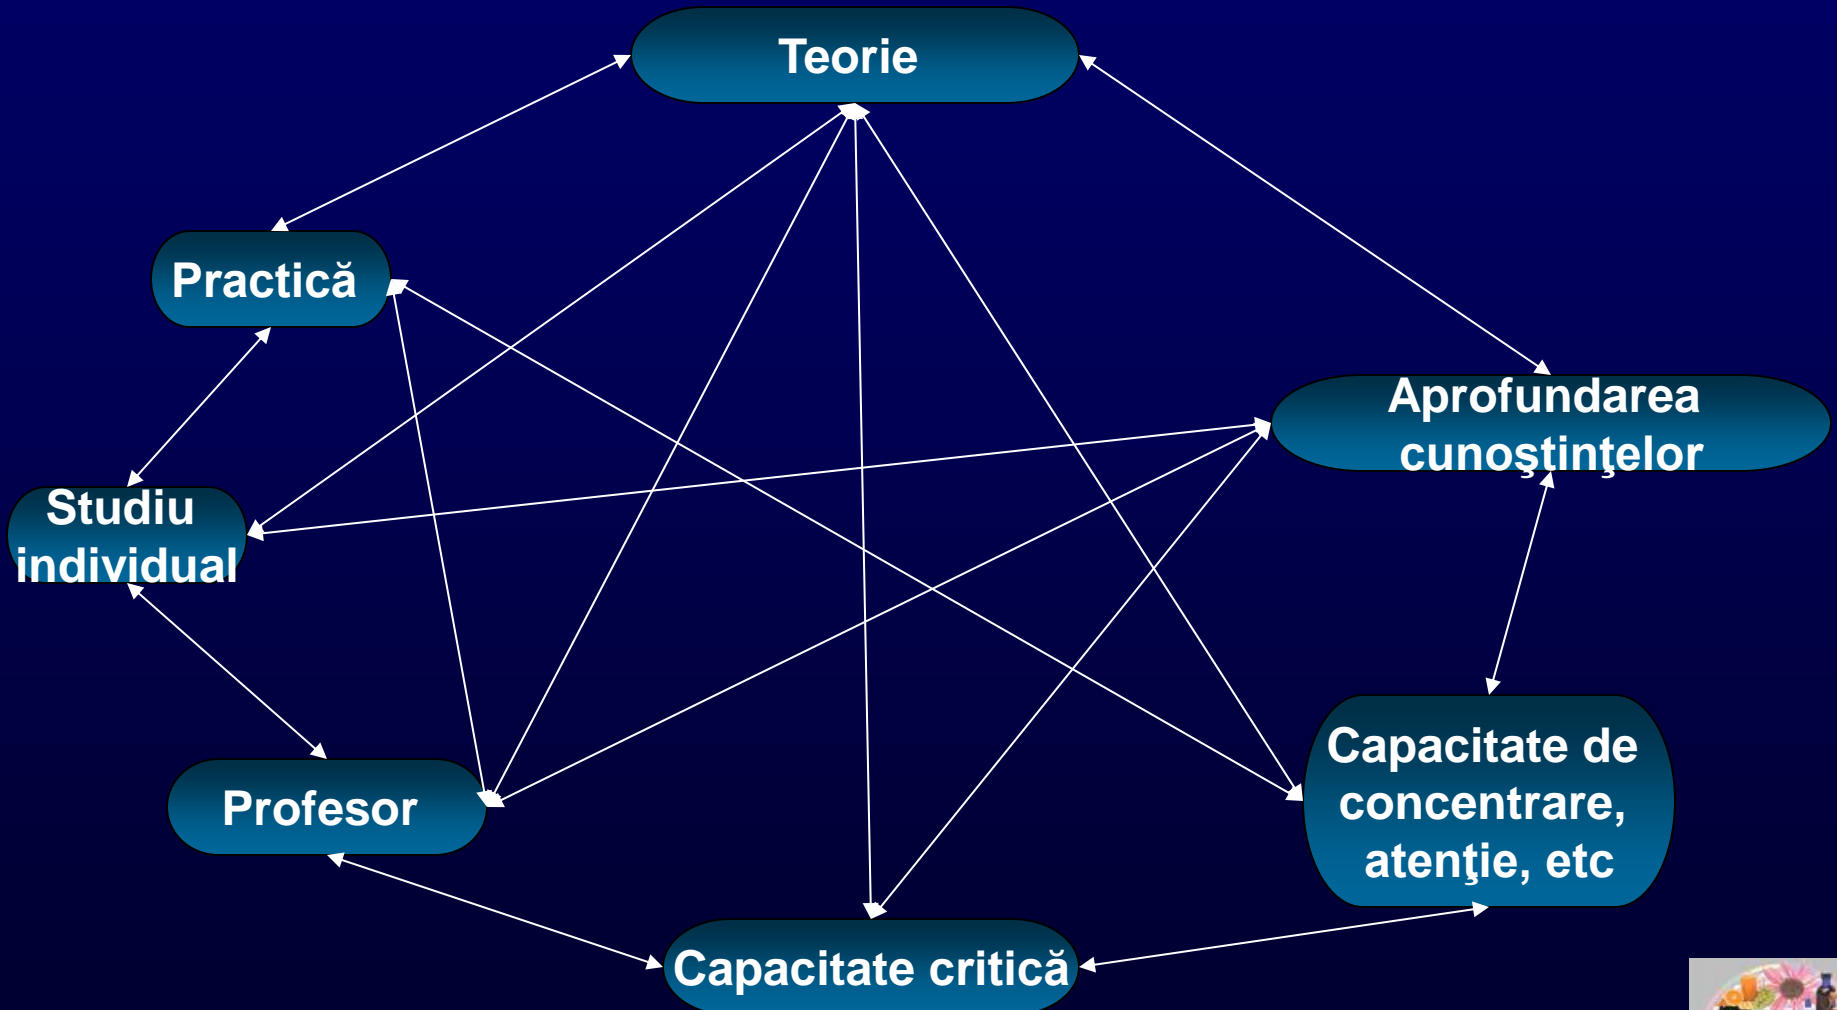 Teorie
Practică
Aprofundarea
cunoştinţelor
Studiu
individual
Capacitate de
concentrare,
atenţie, etc
Profesor
Capacitate critică